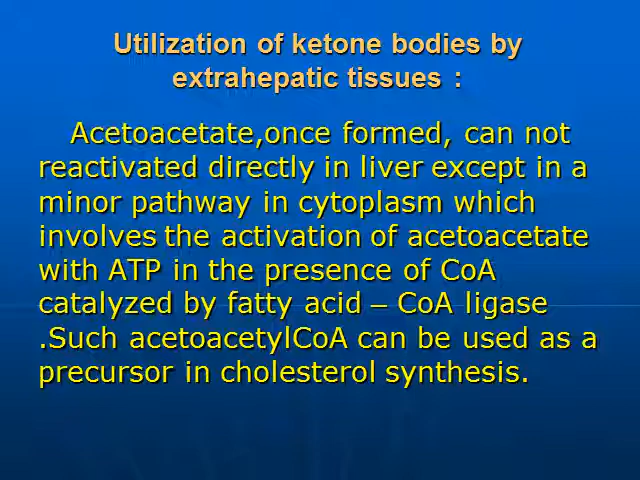 Utilization of ketone bodies by
extrahepatic tissues :
Acetoacetate,once formed, can not
reactivated directly in liver except in a
minor pathway in cytoplasm which
involves the activation of acetoacetate
with ATP in the presence of CoA
catalyzed by fatty acid – CoA ligase
.Such acetoacetylCoA can be used as a
precursor in cholesterol synthesis.